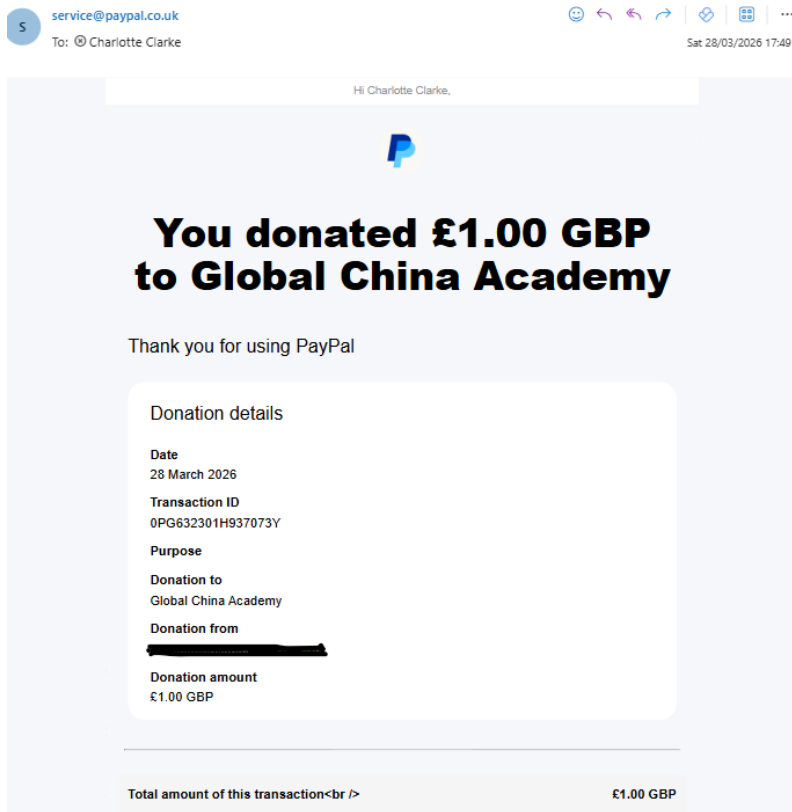 S
service@paypal.co.uk
To: Charlotte Clarke
Sat 28/03/2026 17:49
Hi Charlotte Clarke,
You donated £1.00 GBP
to Global China Academy
Thank you for using PayPal
Donation details
Date
28 March 2026
Transaction ID
0PG632301H937073Y
Purpose
Donation to
Global China Academy
Donation from
Donation amount
£1.00 GBP
Total amount of this transaction<br /> £1.00 GBP